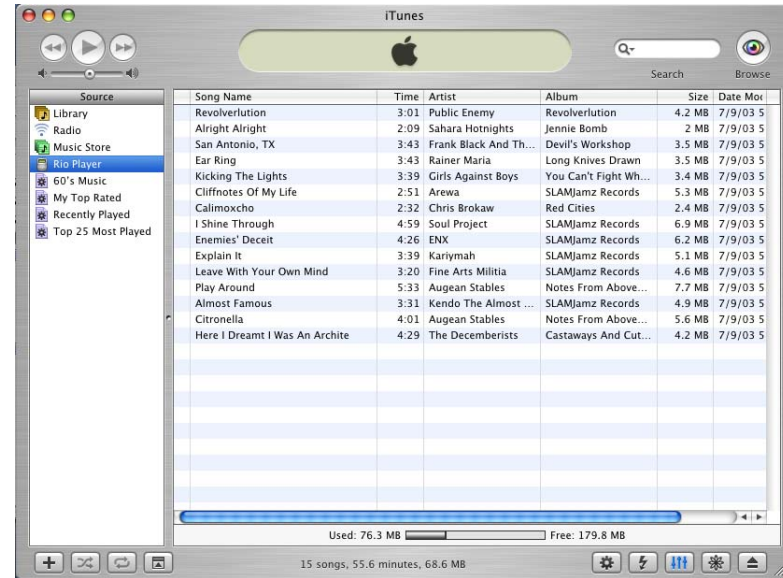 iTunes
Search
Browse
Source
Library
Radio
Music Store
Rio Player
60's Music
My Top Rated
Recently Played
Top 25 Most Played
Song Name Time Artist Album Size Date Mod
Revolverlution 3:01 Public Enemy Revolverlution 4.2 MB 7/9/03 5
Alright Alright 2:09 Sahara Hotnights Jennie Bomb 2 MB 7/9/03 5
San Antonio, TX 3:43 Frank Black And Th... Devil's Workshop 3.5 MB 7/9/03 5
Ear Ring 3:43 Rainer Maria Long Knives Drawn 3.5 MB 7/9/03 5
Kicking The Lights 3:39 Girls Against Boys You Can't Fight Wh... 3.4 MB 7/9/03 5
Cliffnotes Of My Life 2:51 Arewa SLAMJamz Records 5.3 MB 7/9/03 5
Calimoxcho 2:32 Chris Brokaw Red Cities 2.4 MB 7/9/03 5
I Shine Through 4:59 Soul Project SLAMJamz Records 6.9 MB 7/9/03 5
Enemies' Deceit 4:26 ENX SLAMJamz Records 6.2 MB 7/9/03 5
Explain It 3:39 Kariymah SLAMJamz Records 5.1 MB 7/9/03 5
Leave With Your Own Mind 3:20 Fine Arts Militia SLAMJamz Records 4.6 MB 7/9/03 5
Play Around 5:33 Augean Stables Notes From Above... 7.7 MB 7/9/03 5
Almost Famous 3:31 Kendo The Almost ... SLAMJamz Records 4.9 MB 7/9/03 5
Citronella 4:01 Augean Stables Notes From Above... 5.6 MB 7/9/03 5
Here I Dreamt I Was An Archite 4:29 The Decemberists Castaways And Cut... 4.2 MB 7/9/03 5
Used: 76.3 MB Free: 179.8 MB
15 songs, 55.6 minutes, 68.6 MB